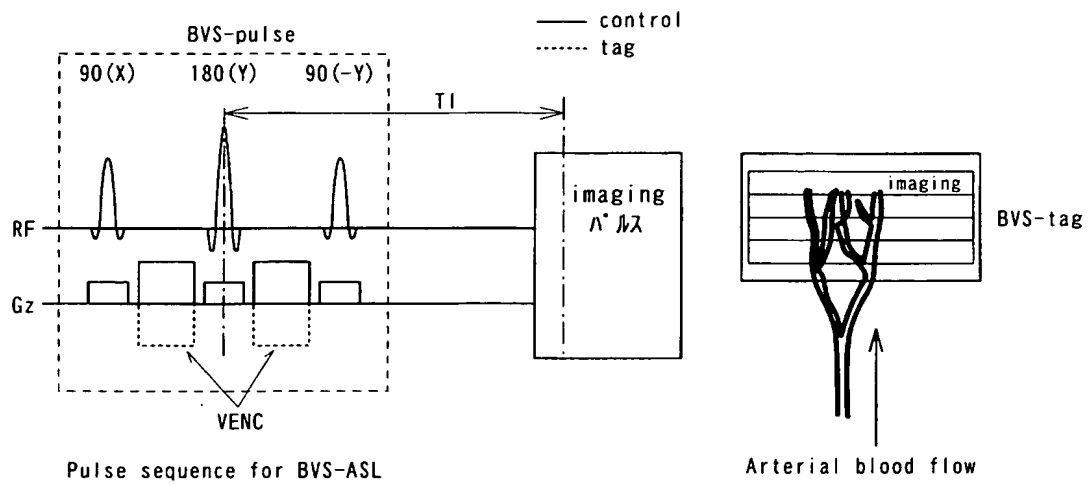 control
tag
BVS-pulse
90(X) 180(Y) 90(-Y)
TI
RF
Gz
VENC
imaging
パルス
Pulse sequence for BVS-ASL
imaging
BVS-tag
Arterial blood flow